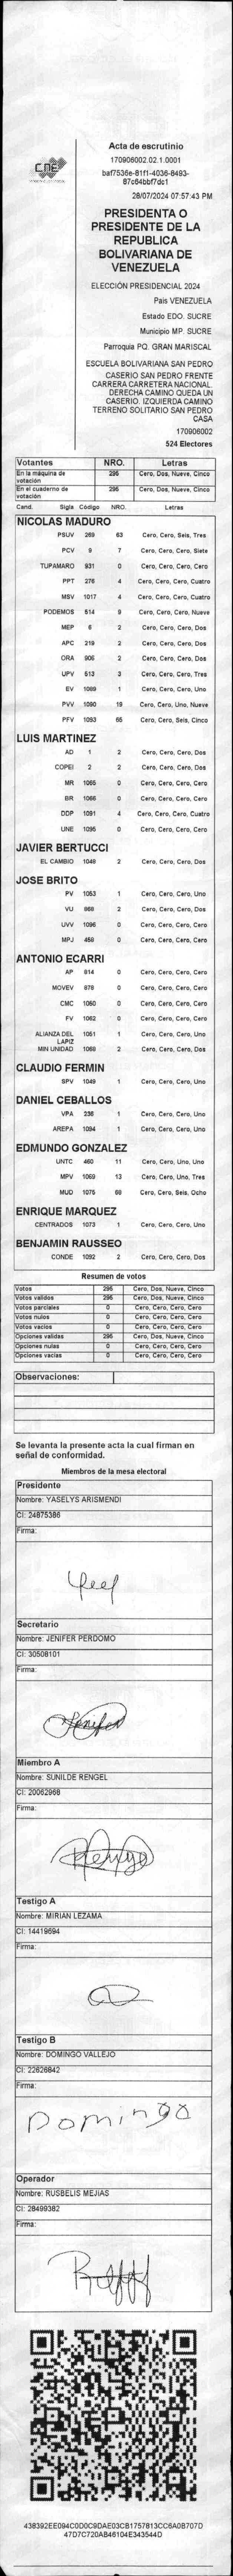 CNE
Acta de escrutinio
170906002.02.1.0001
baf7536e-81f1-4036-8493-
87c64bbf7dc1
28/07/2024 07:57:43 PM
PRESIDENTA O
PRESIDENTE DE LA
REPUBLICA
BOLIVARIANA DE
VENEZUELA
ELECCIÓN PRESIDENCIAL 2024
Pais VENEZUELA
Estado EDO. SUCRE
Municipio MP. SUCRE
Parroquia PQ. GRAN MARISCAL
ESCUELA BOLIVARIANA SAN PEDRO
CASERIO SAN PEDRO FRENTE
CARRERA CARRETERA NACIONAL.
DERECHA CAMINO QUEDA UN
CASERIO. IZQUIERDA CAMINO
TERRENO SOLITARIO SAN PEDRO
CASA
170906002
524 Electores
Votantes NRO. Letras
En la máquina de votación 295 Cero, Dos, Nueve, Cinco
En el cuaderno de votación 295 Cero, Dos, Nueve, Cinco
Cand. Sigla Código NRO. Letras
NICOLAS MADURO
PSUV 269 63 Cero, Cero, Seis, Tres
PCV 9 7 Cero, Cero, Cero, Siete
TUPAMARO 931 0 Cero, Cero, Cero, Cero
PPT 276 4 Cero, Cero, Cero, Cuatro
MSV 1017 4 Cero, Cero, Cero, Cuatro
PODEMOS 514 9 Cero, Cero, Cero, Nueve
MEP 6 2 Cero, Cero, Cero, Dos
APC 219 2 Cero, Cero, Cero, Dos
ORA 906 2 Cero, Cero, Cero, Dos
UPV 513 3 Cero, Cero, Cero, Tres
EV 1089 1 Cero, Cero, Cero, Uno
PVV 1090 19 Cero, Cero, Uno, Nueve
PFV 1093 65 Cero, Cero, Seis, Cinco
LUIS MARTINEZ
AD 1 2 Cero, Cero, Cero, Dos
COPEI 2 2 Cero, Cero, Cero, Dos
MR 1065 0 Cero, Cero, Cero, Cero
BR 1066 0 Cero, Cero, Cero, Cero
DDP 1091 4 Cero, Cero, Cero, Cuatro
UNE 1095 0 Cero, Cero, Cero, Cero
JAVIER BERTUCCI
EL CAMBIO 1048 2 Cero, Cero, Cero, Dos
JOSE BRITO
PV 1053 1 Cero, Cero, Cero, Uno
VU 869 2 Cero, Cero, Cero, Dos
UVV 1096 0 Cero, Cero, Cero, Cero
MPJ 458 0 Cero, Cero, Cero, Cero
ANTONIO ECARRI
AP 814 0 Cero, Cero, Cero, Cero
MOVEV 879 0 Cero, Cero, Cero, Cero
CMC 1050 0 Cero, Cero, Cero, Cero
FV 1062 0 Cero, Cero, Cero, Cero
ALIANZA DEL LAPIZ 1051 1 Cero, Cero, Cero, Uno
MIN UNIDAD 1068 2 Cero, Cero, Cero, Dos
CLAUDIO FERMIN
SPV 1049 1 Cero, Cero, Cero, Uno
DANIEL CEBALLOS
VPA 236 1 Cero, Cero, Cero, Uno
AREPA 1094 1 Cero, Cero, Cero, Uno
EDMUNDO GONZALEZ
UNTC 460 11 Cero, Cero, Uno, Uno
MPV 1069 13 Cero, Cero, Uno, Tres
MUD 1075 68 Cero, Cero, Seis, Ocho
ENRIQUE MARQUEZ
CENTRADOS 1073 1 Cero, Cero, Cero, Uno
BENJAMIN RAUSSEO
CONDE 1092 2 Cero, Cero, Cero, Dos
Resumen de votos
Votos 295 Cero, Dos, Nueve, Cinco
Votos validos 295 Cero, Dos, Nueve, Cinco
Votos parciales 0 Cero, Cero, Cero, Cero
Votos nulos 0 Cero, Cero, Cero, Cero
Votos vacios 0 Cero, Cero, Cero, Cero
Opciones validas 295 Cero, Dos, Nueve, Cinco
Opciones nulas 0 Cero, Cero, Cero, Cero
Opciones vacias 0 Cero, Cero, Cero, Cero
Observaciones:
Se levanta la presente acta la cual firman en
señal de conformidad.
Miembros de la mesa electoral
Presidente
Nombre: YASELYS ARISMENDI
CI: 24875386
Firma:
Secretario
Nombre: JENIFER PERDOMO
CI: 30508101
Firma:
Jenifer
Miembro A
Nombre: SUNILDE RENGEL
CI: 20062968
Firma:
Testigo A
Nombre: MIRIAN LEZAMA
CI: 14419694
Firma:
Testigo B
Nombre: DOMINGO VALLEJO
CI: 22626842
Firma:
Domingo
Operador
Nombre: RUSBELIS MEJIAS
CI: 28499382
Firma:
438392EE094C0D0C9DAE03CB1757813CC6A0B707D
47D7C720AB46104E343544D